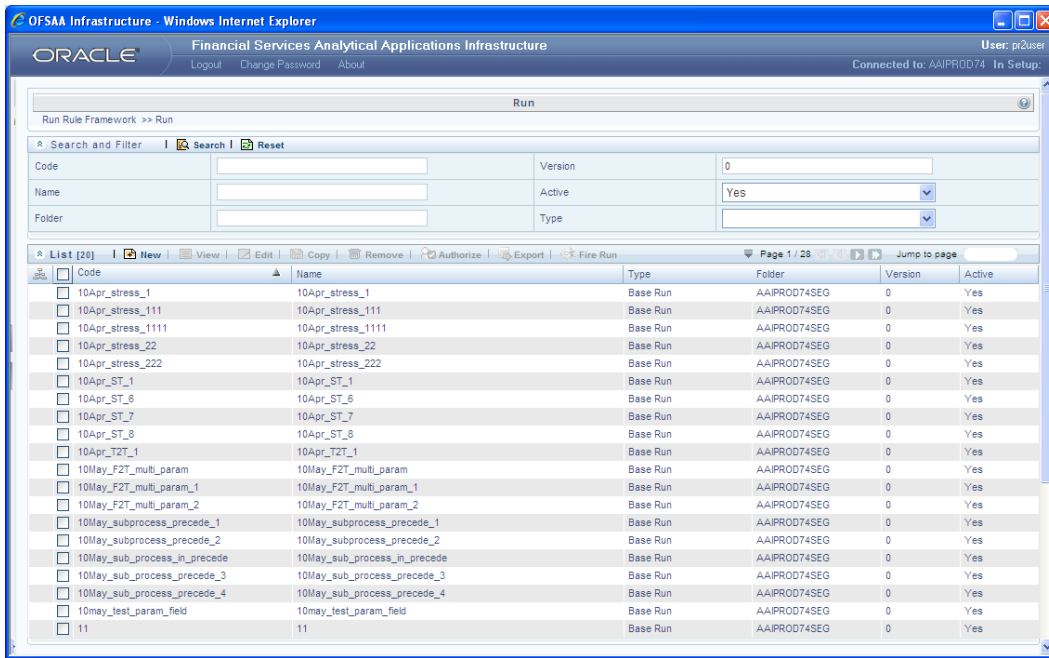 OFSAA Infrastructure - Windows Internet Explorer
ORACLE
Financial Services Analytical Applications Infrastructure
User: pr2user
Logout Change Password About
Connected to: AAIPROD74 In Setup:
Run
Run Rule Framework >> Run
Search and Filter | Search | Reset
Code Version 0
Name Active Yes
Folder Type
List [20] | New | View | Edit | Copy | Remove | Authorize | Export | Fire Run Page 1 / 28 Jump to page
Code Name Type Folder Version Active
10Apr_stress_1 10Apr_stress_1 Base Run AAIPROD74SEG 0 Yes
10Apr_stress_111 10Apr_stress_111 Base Run AAIPROD74SEG 0 Yes
10Apr_stress_1111 10Apr_stress_1111 Base Run AAIPROD74SEG 0 Yes
10Apr_stress_22 10Apr_stress_22 Base Run AAIPROD74SEG 0 Yes
10Apr_stress_222 10Apr_stress_222 Base Run AAIPROD74SEG 0 Yes
10Apr_ST_1 10Apr_ST_1 Base Run AAIPROD74SEG 0 Yes
10Apr_ST_6 10Apr_ST_6 Base Run AAIPROD74SEG 0 Yes
10Apr_ST_7 10Apr_ST_7 Base Run AAIPROD74SEG 0 Yes
10Apr_ST_8 10Apr_ST_8 Base Run AAIPROD74SEG 0 Yes
10Apr_T2T_1 10Apr_T2T_1 Base Run AAIPROD74SEG 0 Yes
10May_F2T_multi_param 10May_F2T_multi_param Base Run AAIPROD74SEG 0 Yes
10May_F2T_multi_param_1 10May_F2T_multi_param_1 Base Run AAIPROD74SEG 0 Yes
10May_F2T_multi_param_2 10May_F2T_multi_param_2 Base Run AAIPROD74SEG 0 Yes
10May_subprocess_precede_1 10May_subprocess_precede_1 Base Run AAIPROD74SEG 0 Yes
10May_subprocess_precede_2 10May_subprocess_precede_2 Base Run AAIPROD74SEG 0 Yes
10May_sub_process_in_precede 10May_sub_process_in_precede Base Run AAIPROD74SEG 0 Yes
10May_sub_process_precede_3 10May_sub_process_precede_3 Base Run AAIPROD74SEG 0 Yes
10May_sub_process_precede_4 10May_sub_process_precede_4 Base Run AAIPROD74SEG 0 Yes
10may_test_param_field 10may_test_param_field Base Run AAIPROD74SEG 0 Yes
11 11 Base Run AAIPROD74SEG 0 Yes